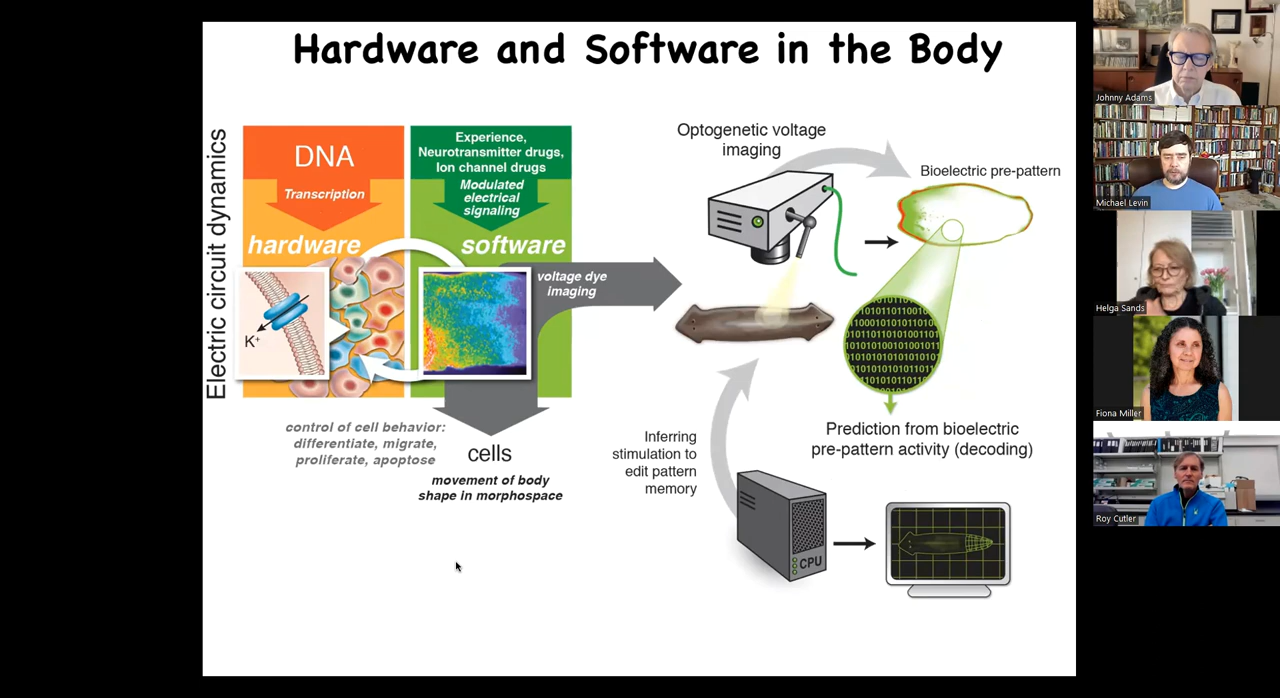 Hardware and Software in the Body
Electric circuit dynamics
DNA
Transcription
hardware
K+
Experience,
Neurotransmitter drugs,
Ion channel drugs
Modulated
electrical
signaling
software
voltage dye
imaging
control of cell behavior:
differentiate, migrate,
proliferate, apoptose
cells
movement of body
shape in morphospace
Optogenetic voltage
imaging
Bioelectric pre-pattern
Prediction from bioelectric
pre-pattern activity (decoding)
Inferring
stimulation to
edit pattern
memory
CPU
Johnny Adams
Michael Levin
Helga Sands
Fiona Miller
Roy Cutler